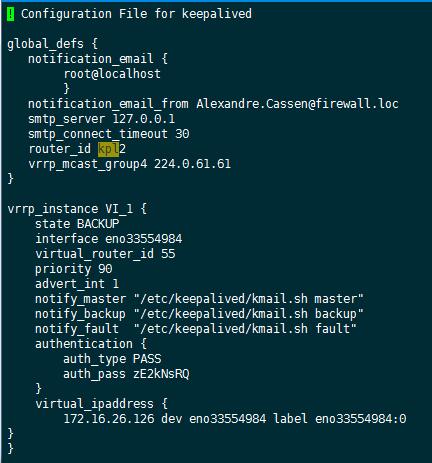 ! Configuration File for keepalived

global_defs {
   notification_email {
        root@localhost
        }
   notification_email_from Alexandre.Cassen@firewall.loc
   smtp_server 127.0.0.1
   smtp_connect_timeout 30
   router_id kpl2
   vrrp_mcast_group4 224.0.61.61
}

vrrp_instance VI_1 {
    state BACKUP
    interface eno33554984
    virtual_router_id 55
    priority 90
    advert_int 1
    notify_master "/etc/keepalived/kmail.sh master"
    notify_backup "/etc/keepalived/kmail.sh backup"
    notify_fault  "/etc/keepalived/kmail.sh fault"
    authentication {
        auth_type PASS
        auth_pass zE2kNsRQ
    }
    virtual_ipaddress {
        172.16.26.126 dev eno33554984 label eno33554984:0
}
}